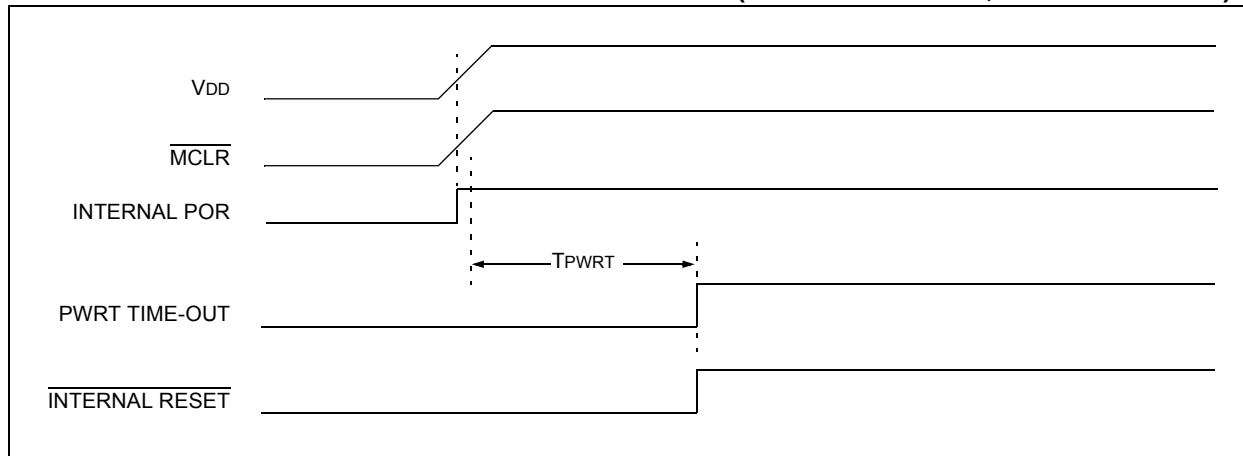 VDD
MCLR
INTERNAL POR
TPWRT
PWRT TIME-OUT
INTERNAL RESET